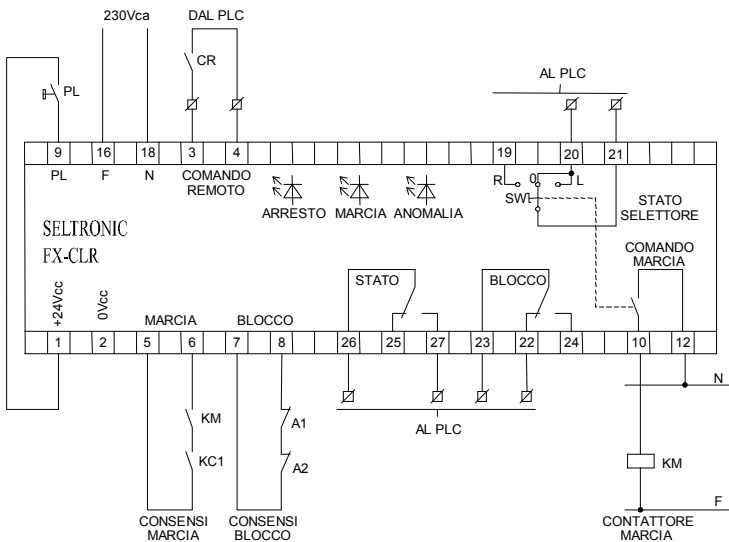 230Vca
DAL PLC
CR
PL
AL PLC
9
16
18
3
4
19
20
21
PL
F
N
COMANDO
REMOTO
R
0
L
SW1
ARRESTO
MARCIA
ANOMALIA
STATO
SELETTORE
SELTRONIC
FX-CLR
COMANDO
MARCIA
STATO
BLOCCO
+24Vcc
0Vcc
MARCIA
BLOCCO
1
2
5
6
7
8
26
25
27
23
22
24
10
12
N
KM
A1
AL PLC
KC1
A2
KM
F
CONSENSI
MARCIA
CONSENSI
BLOCCO
CONTATTORE
MARCIA